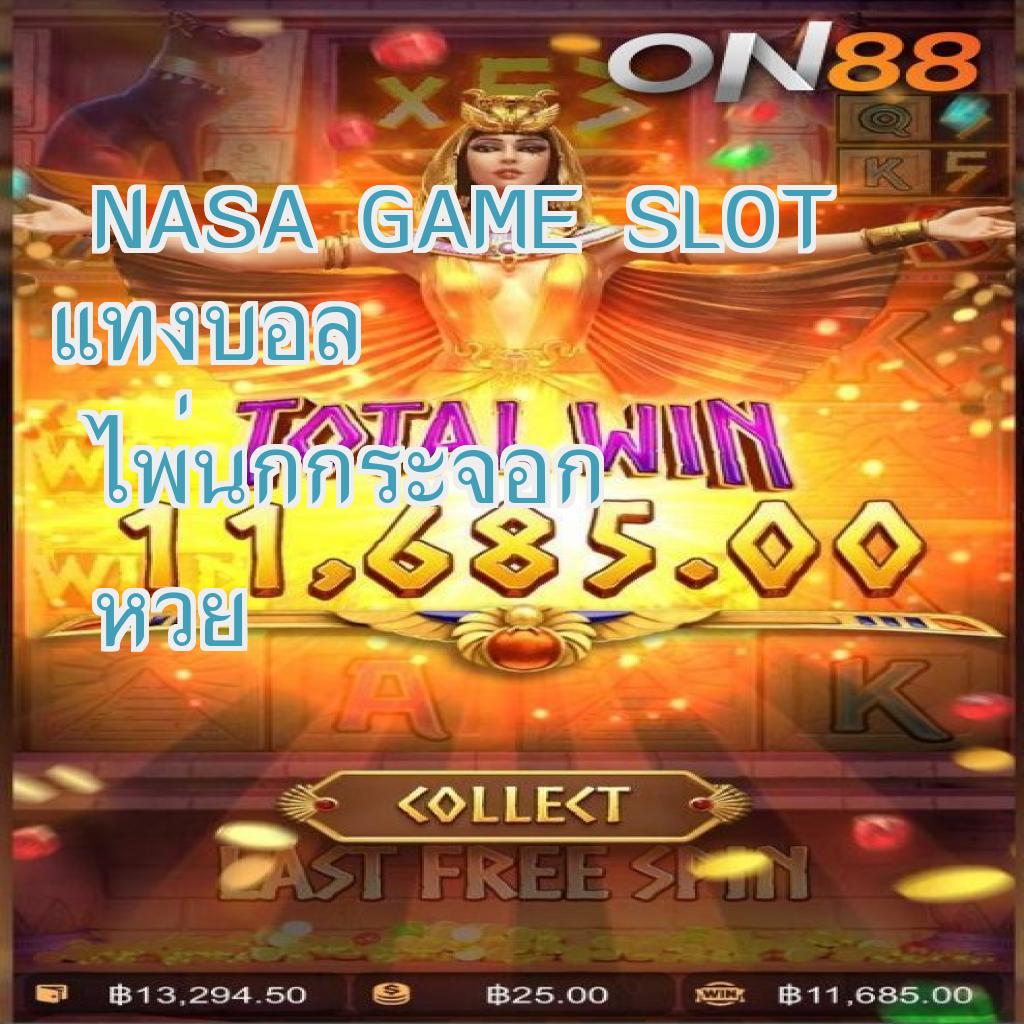 ON88
x53
Q
K
NASA GAME SLOT
แทงบอล
TOTAL WIN
ไพ่นกกระจอก
11,685.00
หวย
A K
COLLECT
LAST FREE SPIN
฿13,294.50 ฿25.00 WIN ฿11,685.00